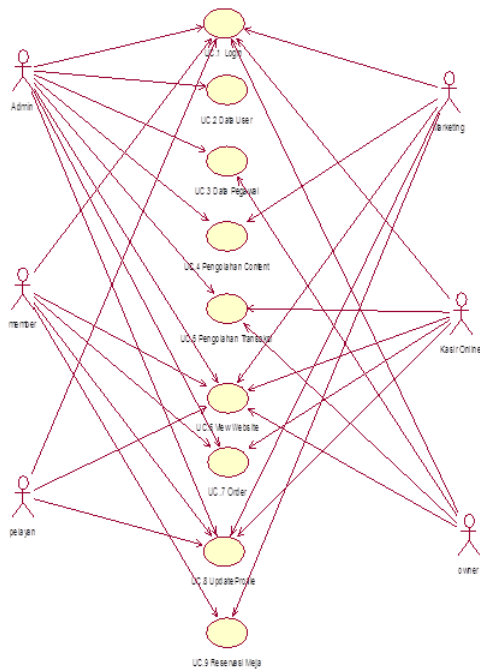 UC.1 Login
Admin
UC.2 Data User
Marketing
UC.3 Data Pegawai
UC.4 Pengolahan Content
member
UC.5 Pengolahan Transaksi
Kasir Online
UC.6 View Website
UC.7 Order
pelayan
owner
UC.8 Update Profile
UC.9 Reservasi Meja